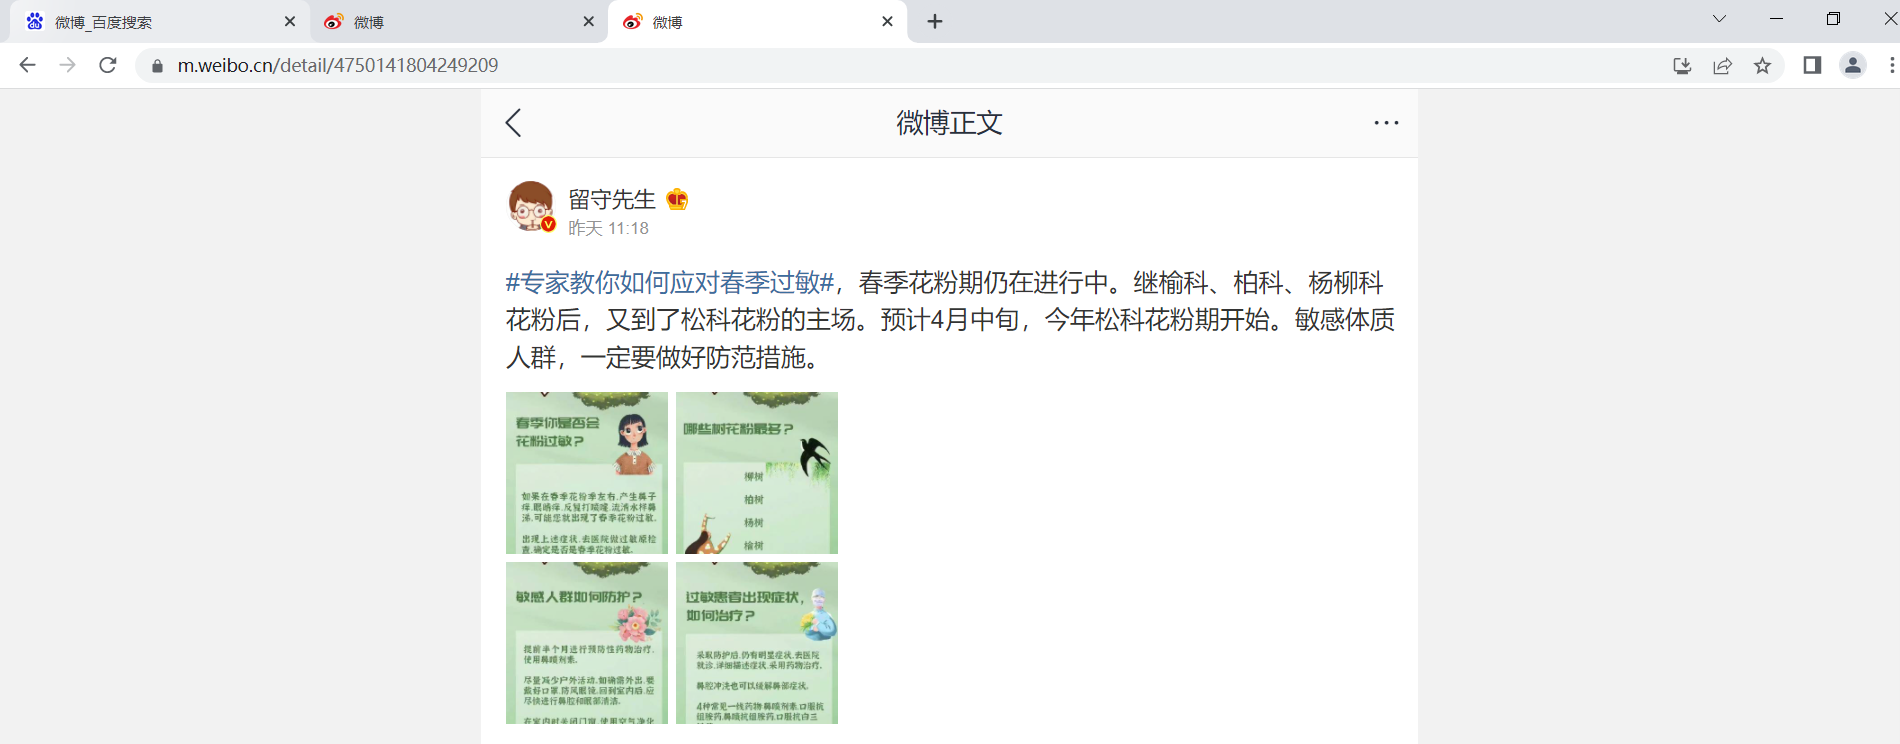 微博_百度搜索
微博
微博
m.weibo.cn/detail/4750141804249209
微博正文
留守先生
昨天 11:18
#专家教你如何应对春季过敏#，春季花粉期仍在进行中。继榆科、柏科、杨柳科
花粉后，又到了松科花粉的主场。预计4月中旬，今年松科花粉期开始。敏感体质
人群，一定要做好防范措施。
春季你是否会
花粉过敏？
如果在春季花粉季左右,产生鼻子
痒,眼睛痒,反复打喷嚏,流清水样鼻
涕,可能您就出现了春季花粉过敏.
出现上述症状,去医院做过敏原检
查,确定是否是春季花粉过敏.
哪些树花粉最多？
柳树
柏树
杨树
榆树
敏感人群如何防护？
提前半个月进行预防性药物治疗,
使用鼻喷剂素.
尽量减少户外活动,如确需外出,要
戴好口罩,防风眼镜,回到室内后,应
尽快进行鼻腔和眼部清洁.
在室内时关闭门窗,使用空气净化
过敏患者出现症状，
如何治疗？
采取防护后,仍有明显症状,去医院
就诊,详细描述症状,采用药物治疗.
鼻腔冲洗也可以缓解鼻部症状.
4种常见一线药物:鼻喷剂素,口服抗
组胺药,鼻喷抗组胺药,口服抗白三